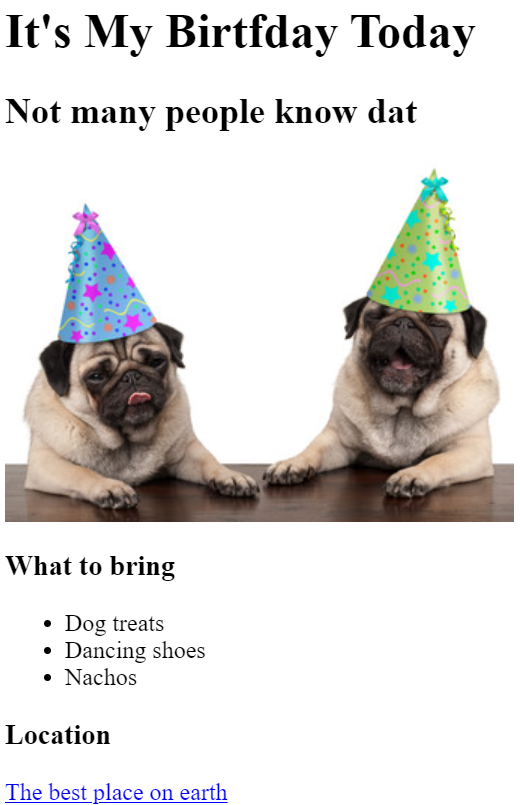 It's My Birtfday Today
Not many people know dat
What to bring
Dog treats
Dancing shoes
Nachos
Location
The best place on earth